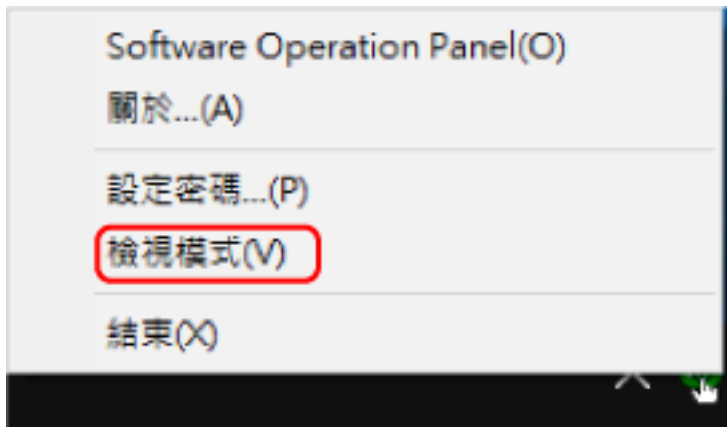 Software Operation Panel(O)
關於...(A)
設定密碼...(P)
檢視模式(V)
結束(X)